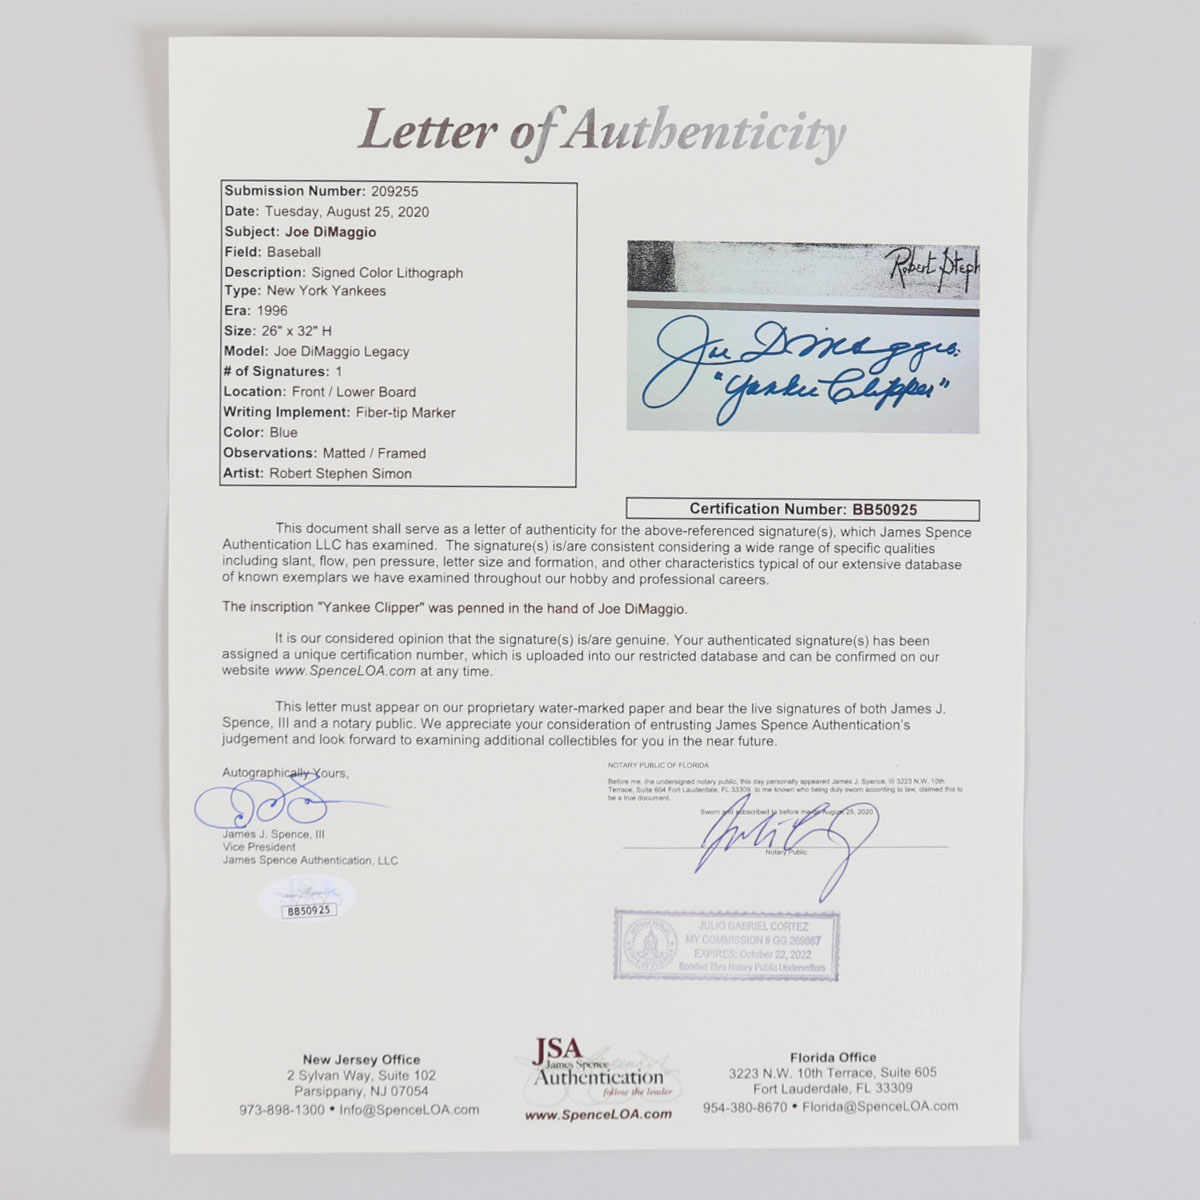 Letter of Authenticity
Submission Number: 209255
Date: Tuesday, August 25, 2020
Subject: Joe DiMaggio
Field: Baseball
Description: Signed Color Lithograph
Type: New York Yankees
Era: 1996
Size: 26" x 32" H
Model: Joe DiMaggio Legacy
# of Signatures: 1
Location: Front / Lower Board
Writing Implement: Fiber-tip Marker
Color: Blue
Observations: Matted / Framed
Artist: Robert Stephen Simon
Robert Steph
Joe DiMaggio
"Yankee Clipper"
Certification Number: BB50925
This document shall serve as a letter of authenticity for the above-referenced signature(s), which James Spence
Authentication LLC has examined. The signature(s) is/are consistent considering a wide range of specific qualities
including slant, flow, pen pressure, letter size and formation, and other characteristics typical of our extensive database
of known exemplars we have examined throughout our hobby and professional careers.
The inscription "Yankee Clipper" was penned in the hand of Joe DiMaggio.
It is our considered opinion that the signature(s) is/are genuine. Your authenticated signature(s) has been
assigned a unique certification number, which is uploaded into our restricted database and can be confirmed on our
website www.SpenceLOA.com at any time.
This letter must appear on our proprietary water-marked paper and bear the live signatures of both James J.
Spence, III and a notary public. We appreciate your consideration of entrusting James Spence Authentication's
judgement and look forward to examining additional collectibles for you in the near future.
Autographically Yours,
James J. Spence, III
Vice President
James Spence Authentication, LLC
JSA
BB50925
NOTARY PUBLIC OF FLORIDA
Before me, the undersigned notary public, this day personally appeared James J. Spence, III 3223 N.W. 10th
Terrace, Suite 604 Fort Lauderdale, FL 33309, to me known who being duly sworn according to law, claimed this to
be a true document.
Sworn and subscribed to before me on August 25, 2020
Notary Public
JULIO GABRIEL CORTEZ
MY COMMISSION # GG 269867
EXPIRES: October 22, 2022
Bonded Thru Notary Public Underwriters
New Jersey Office
2 Sylvan Way, Suite 102
Parsippany, NJ 07054
973-898-1300 • Info@SpenceLOA.com
JSA
James Spence
Authentication
follow the leader
www.SpenceLOA.com
Florida Office
3223 N.W. 10th Terrace, Suite 605
Fort Lauderdale, FL 33309
954-380-8670 • Florida@SpenceLOA.com